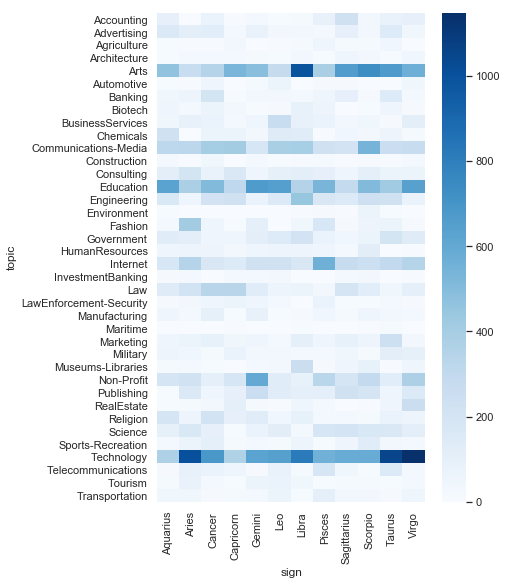 topic
Accounting
Advertising
Agriculture
Architecture
Arts
Automotive
Banking
Biotech
BusinessServices
Chemicals
Communications-Media
Construction
Consulting
Education
Engineering
Environment
Fashion
Government
HumanResources
Internet
InvestmentBanking
Law
LawEnforcement-Security
Manufacturing
Maritime
Marketing
Military
Museums-Libraries
Non-Profit
Publishing
RealEstate
Religion
Science
Sports-Recreation
Technology
Telecommunications
Tourism
Transportation
Aquarius
Aries
Cancer
Capricorn
Gemini
Leo
Libra
Pisces
Sagittarius
Scorpio
Taurus
Virgo
sign
1000
800
600
400
200
0